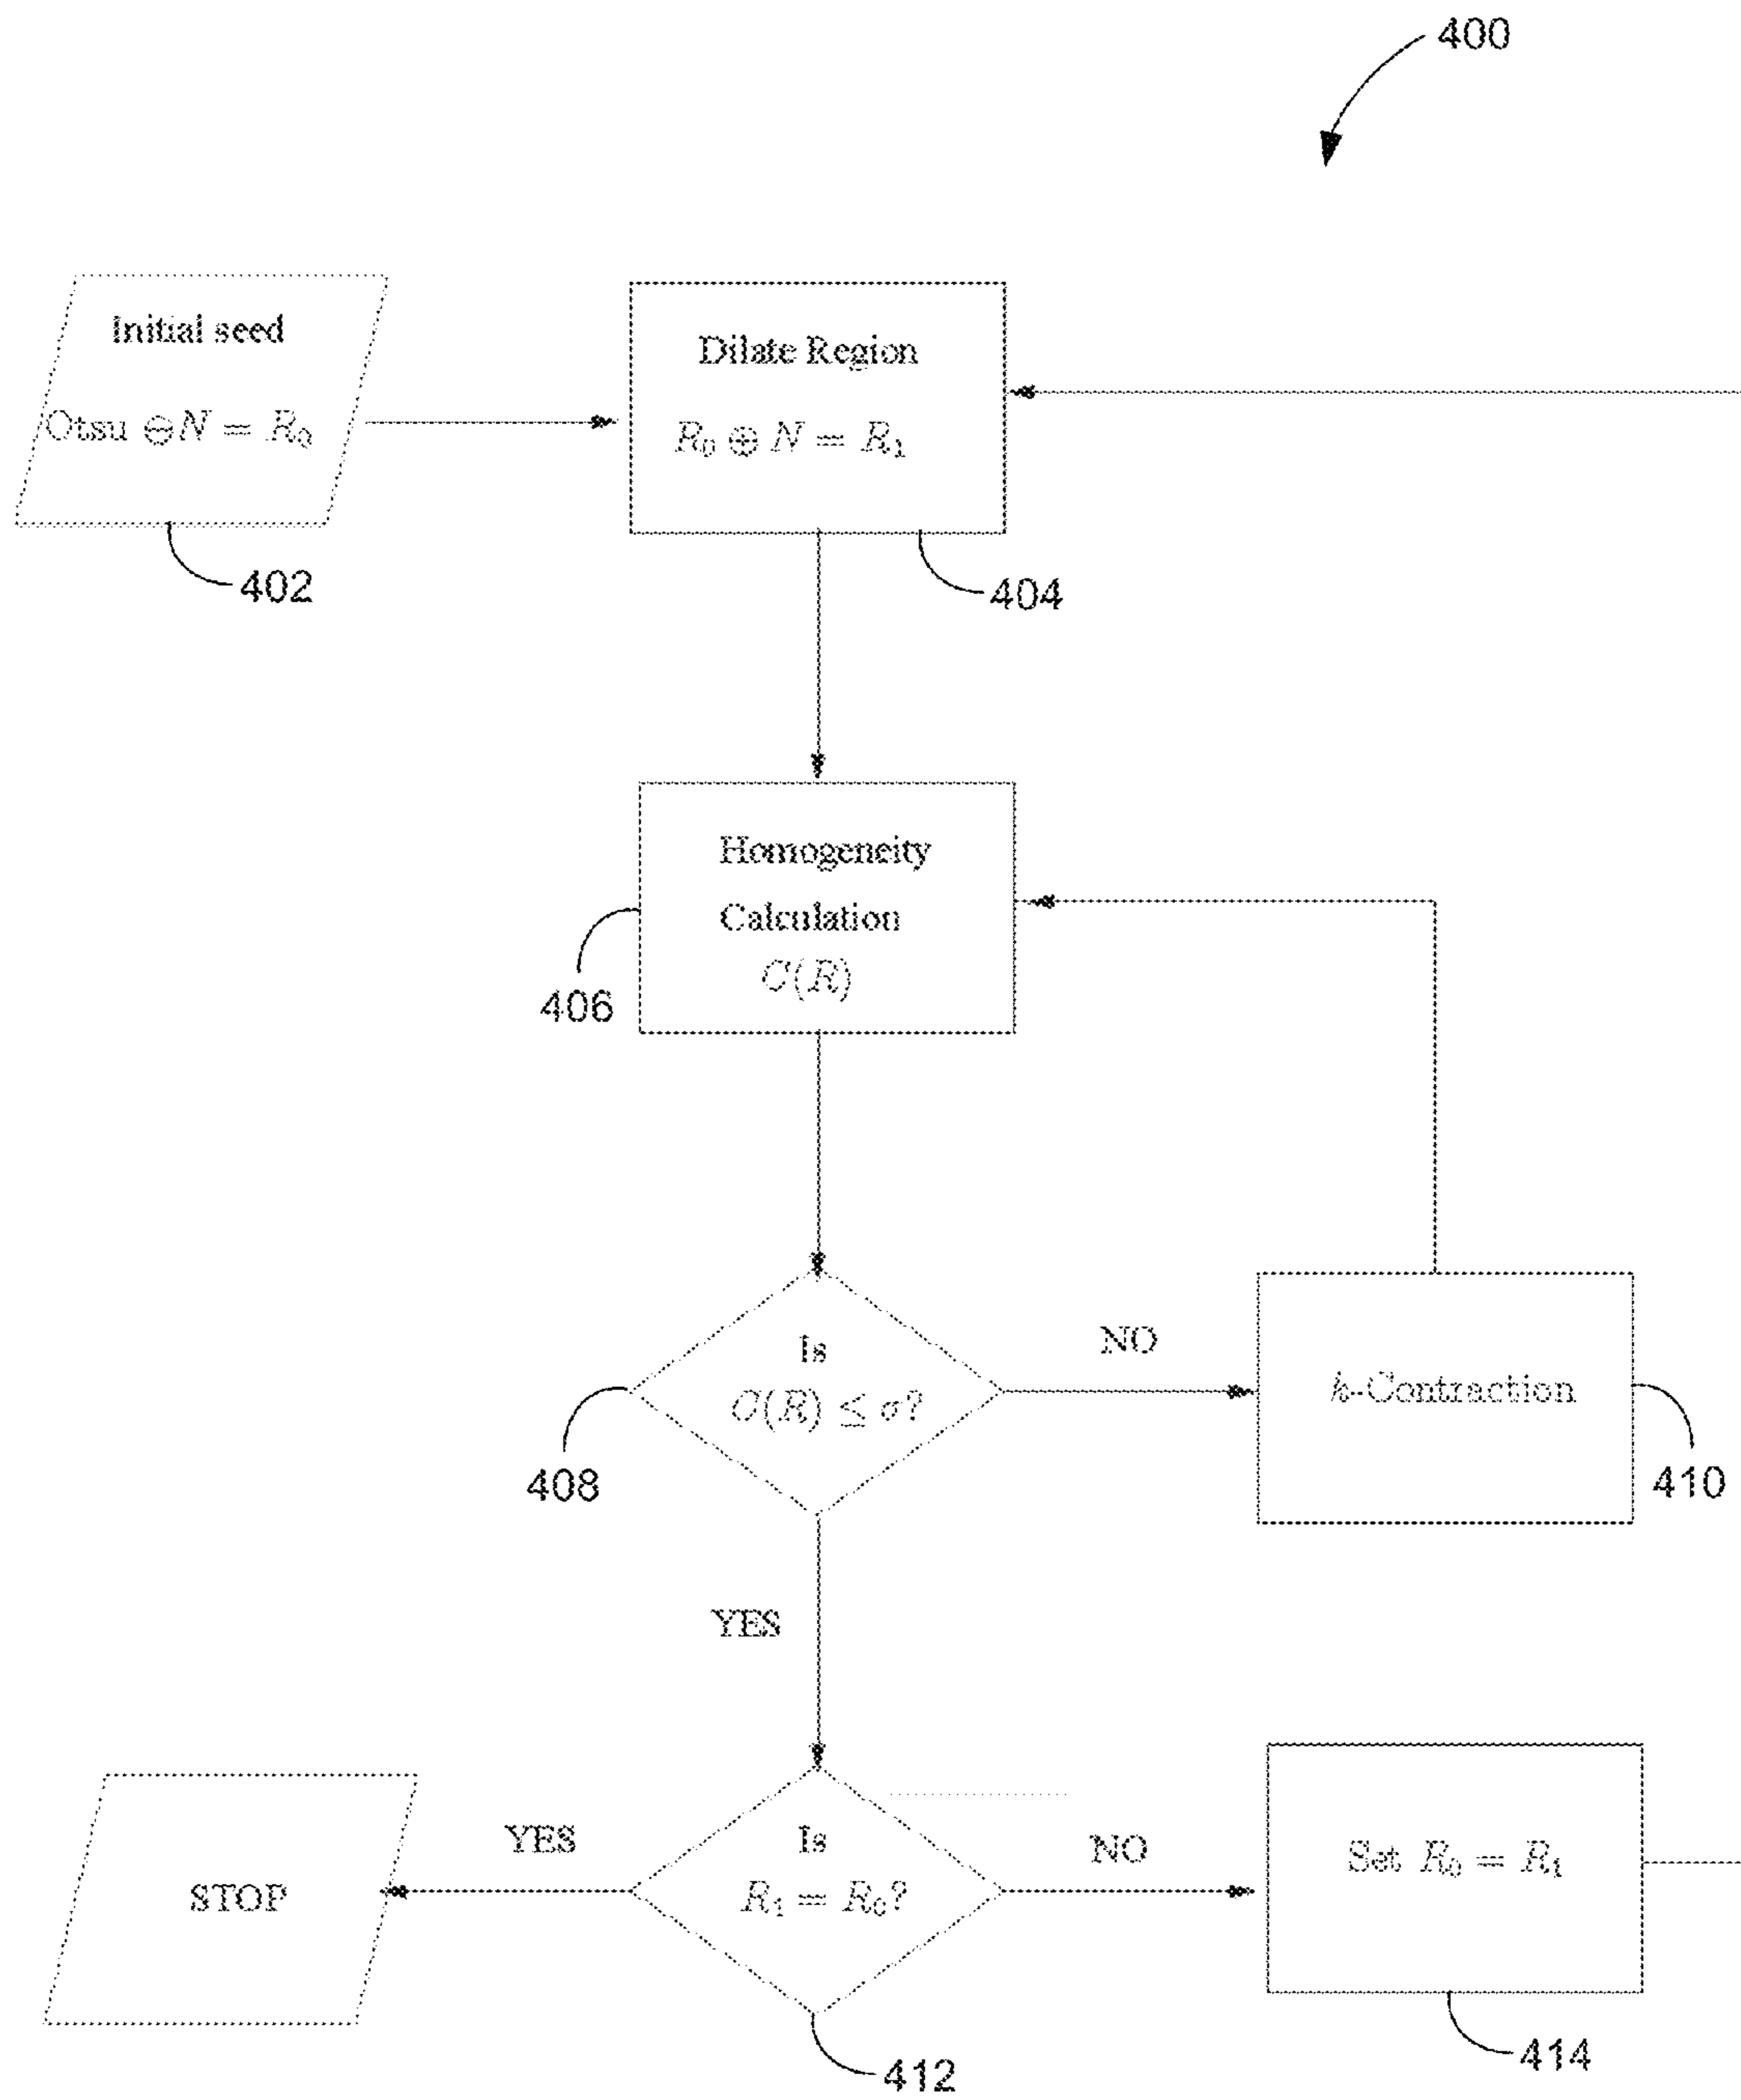 400
Initial seed
Otsu ⊖N = R₀
402
Dilate Region
R₀ ⊕ N = R₁
404
Homogeneity
Calculation
C(R)
406
Is
C(R) ≤ σ?
408
NO
k-Contraction
410
YES
Is
R₁ = R₀?
412
YES
STOP
NO
Set R₀ = R₁
414